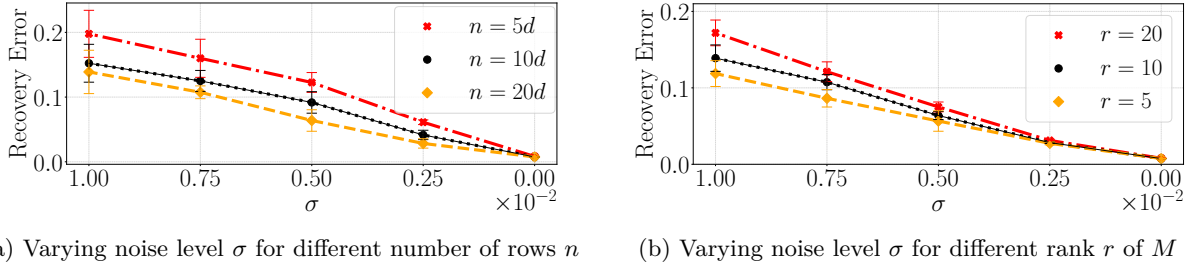 Recovery Error
0.2
0.1
0.0
n = 5d
n = 10d
n = 20d
1.00 0.75 0.50 0.25 0.00
×10⁻²
σ
Recovery Error
0.2
0.1
0.0
r = 20
r = 10
r = 5
1.00 0.75 0.50 0.25 0.00
×10⁻²
σ
a) Varying noise level σ for different number of rows n
(b) Varying noise level σ for different rank r of M